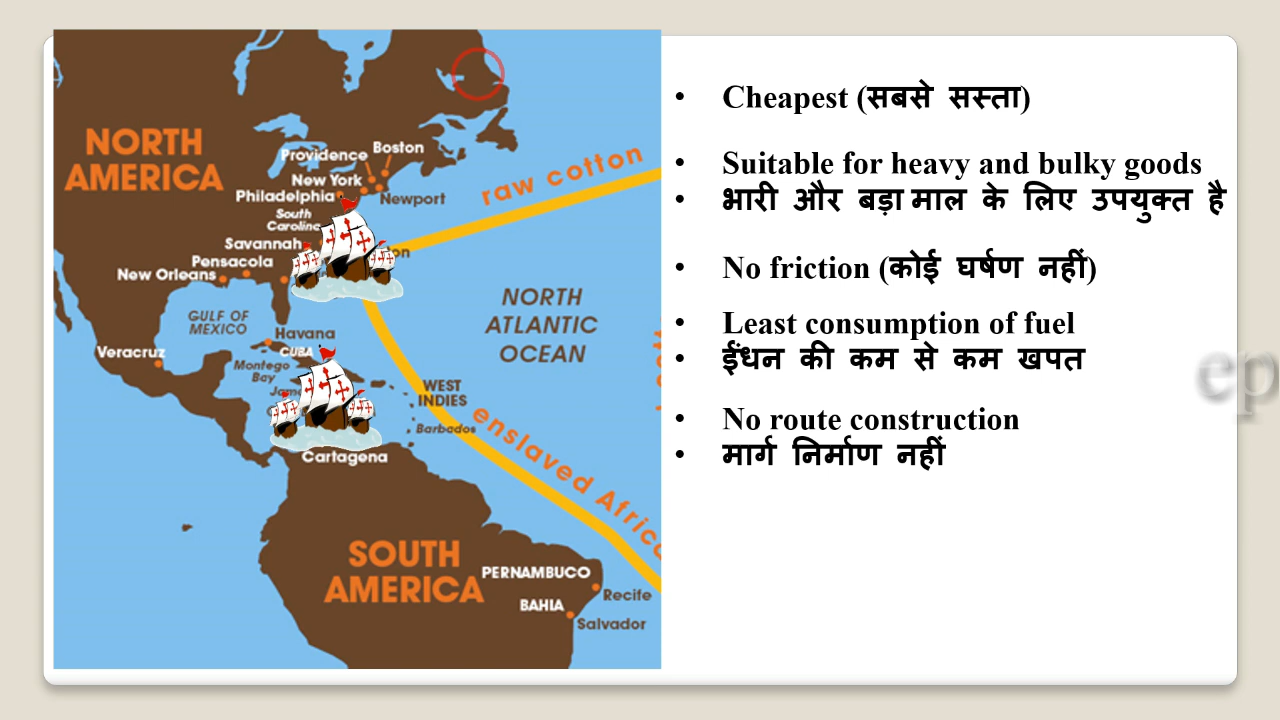 NORTH
AMERICA
Providence
Boston
New York
Philadelphia
Newport
South
Caroline
Savannah
Pensacola
New Orleans
raw cotton
GULF OF
MEXICO
Havana
CUBA
Veracruz
Montego
Bay
NORTH
ATLANTIC
OCEAN
WEST
INDIES
Barbados
Cartagena
enslaved Africa
SOUTH
AMERICA
PERNAMBUCO
Recife
BAHIA
Salvador
• Cheapest (सबसे सस्ता)
• Suitable for heavy and bulky goods
• भारी और बड़ा माल के लिए उपयुक्त है
• No friction (कोई घर्षण नहीं)
• Least consumption of fuel
• ईंधन की कम से कम खपत
• No route construction
• मार्ग निर्माण नहीं
ep